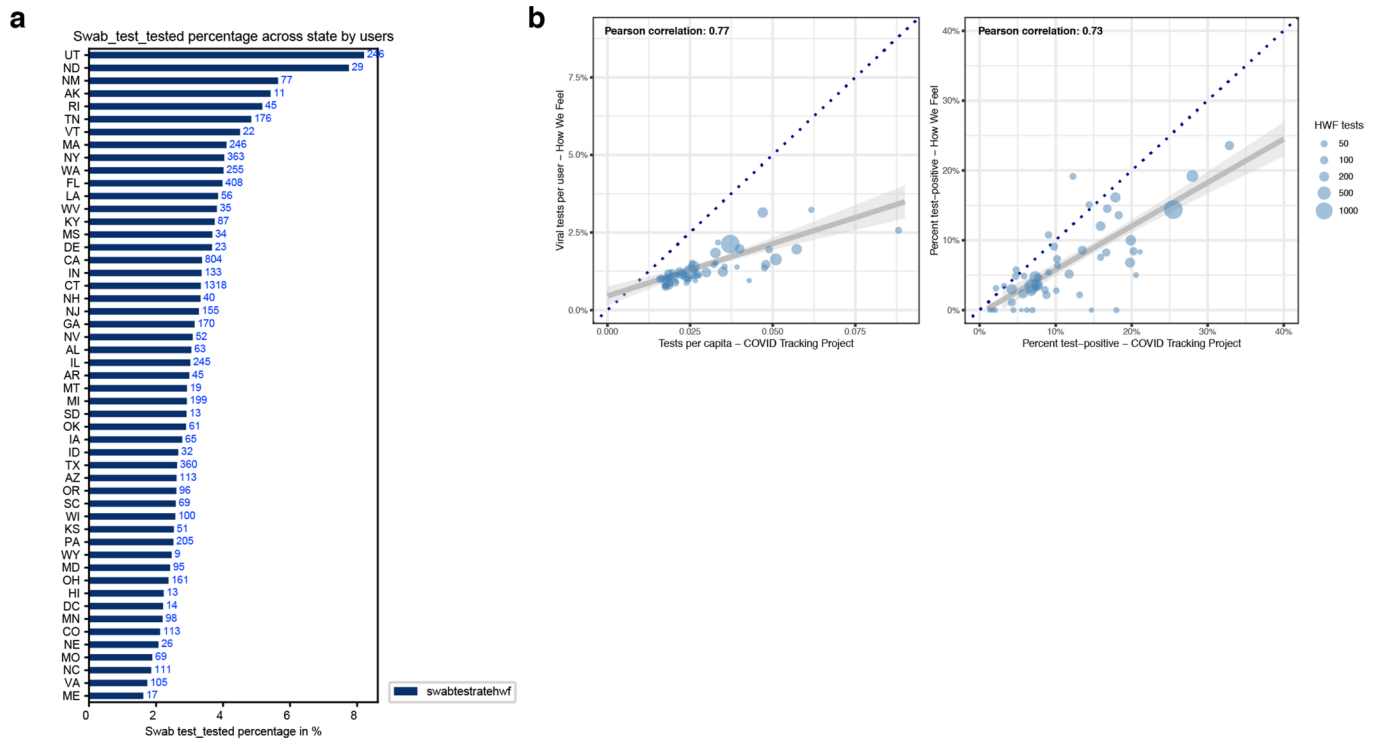 a
Swab_test_tested percentage across state by users
UT 246
ND 29
NM 77
AK 11
RI 45
TN 176
VT 22
MA 246
NY 363
WA 255
FL 408
LA 56
WV 35
KY 87
MS 34
DE 23
CA 804
IN 133
CT 1318
NH 40
NJ 155
GA 170
NV 52
AL 63
IL 245
AR 45
MT 19
MI 199
SD 13
OK 61
IA 65
ID 32
TX 360
AZ 113
OR 96
SC 69
WI 100
KS 51
PA 205
WY 9
MD 95
OH 161
HI 13
DC 14
MN 98
CO 113
NE 26
MO 69
NC 111
VA 105
ME 17
0 2 4 6 8
Swab test_tested percentage in %
swabtestratehwf
b
Pearson correlation: 0.77
Viral tests per user – How We Feel
7.5%
5.0%
2.5%
0.0%
0.000 0.025 0.050 0.075
Tests per capita – COVID Tracking Project
Pearson correlation: 0.73
Percent test–positive – How We Feel
40%
30%
20%
10%
0%
0% 10% 20% 30% 40%
Percent test–positive – COVID Tracking Project
HWF tests
50
100
200
500
1000